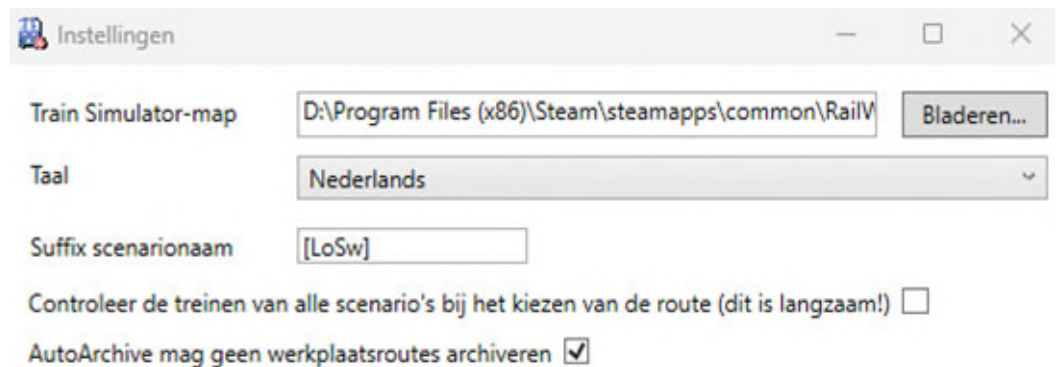 Instellingen
Train Simulator-map D:\Program Files (x86)\Steam\steamapps\common\RailW Bladeren...
Taal Nederlands
Suffix scenarionaam [LoSw]
Controleer de treinen van alle scenario's bij het kiezen van de route (dit is langzaam!)
AutoArchive mag geen werkplaatsroutes archiveren